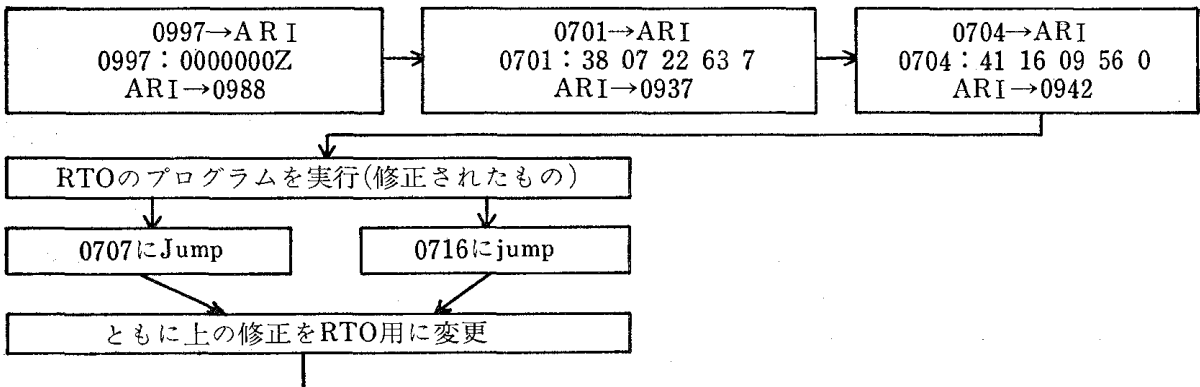 0997→ARI
0997：0000000Z
ARI→0988
0701→ARI
0701：38 07 22 63 7
ARI→0937
0704→ARI
0704：41 16 09 56 0
ARI→0942
RTOのプログラムを実行(修正されたもの)
0707にJump
0716にjump
ともに上の修正をRTO用に変更